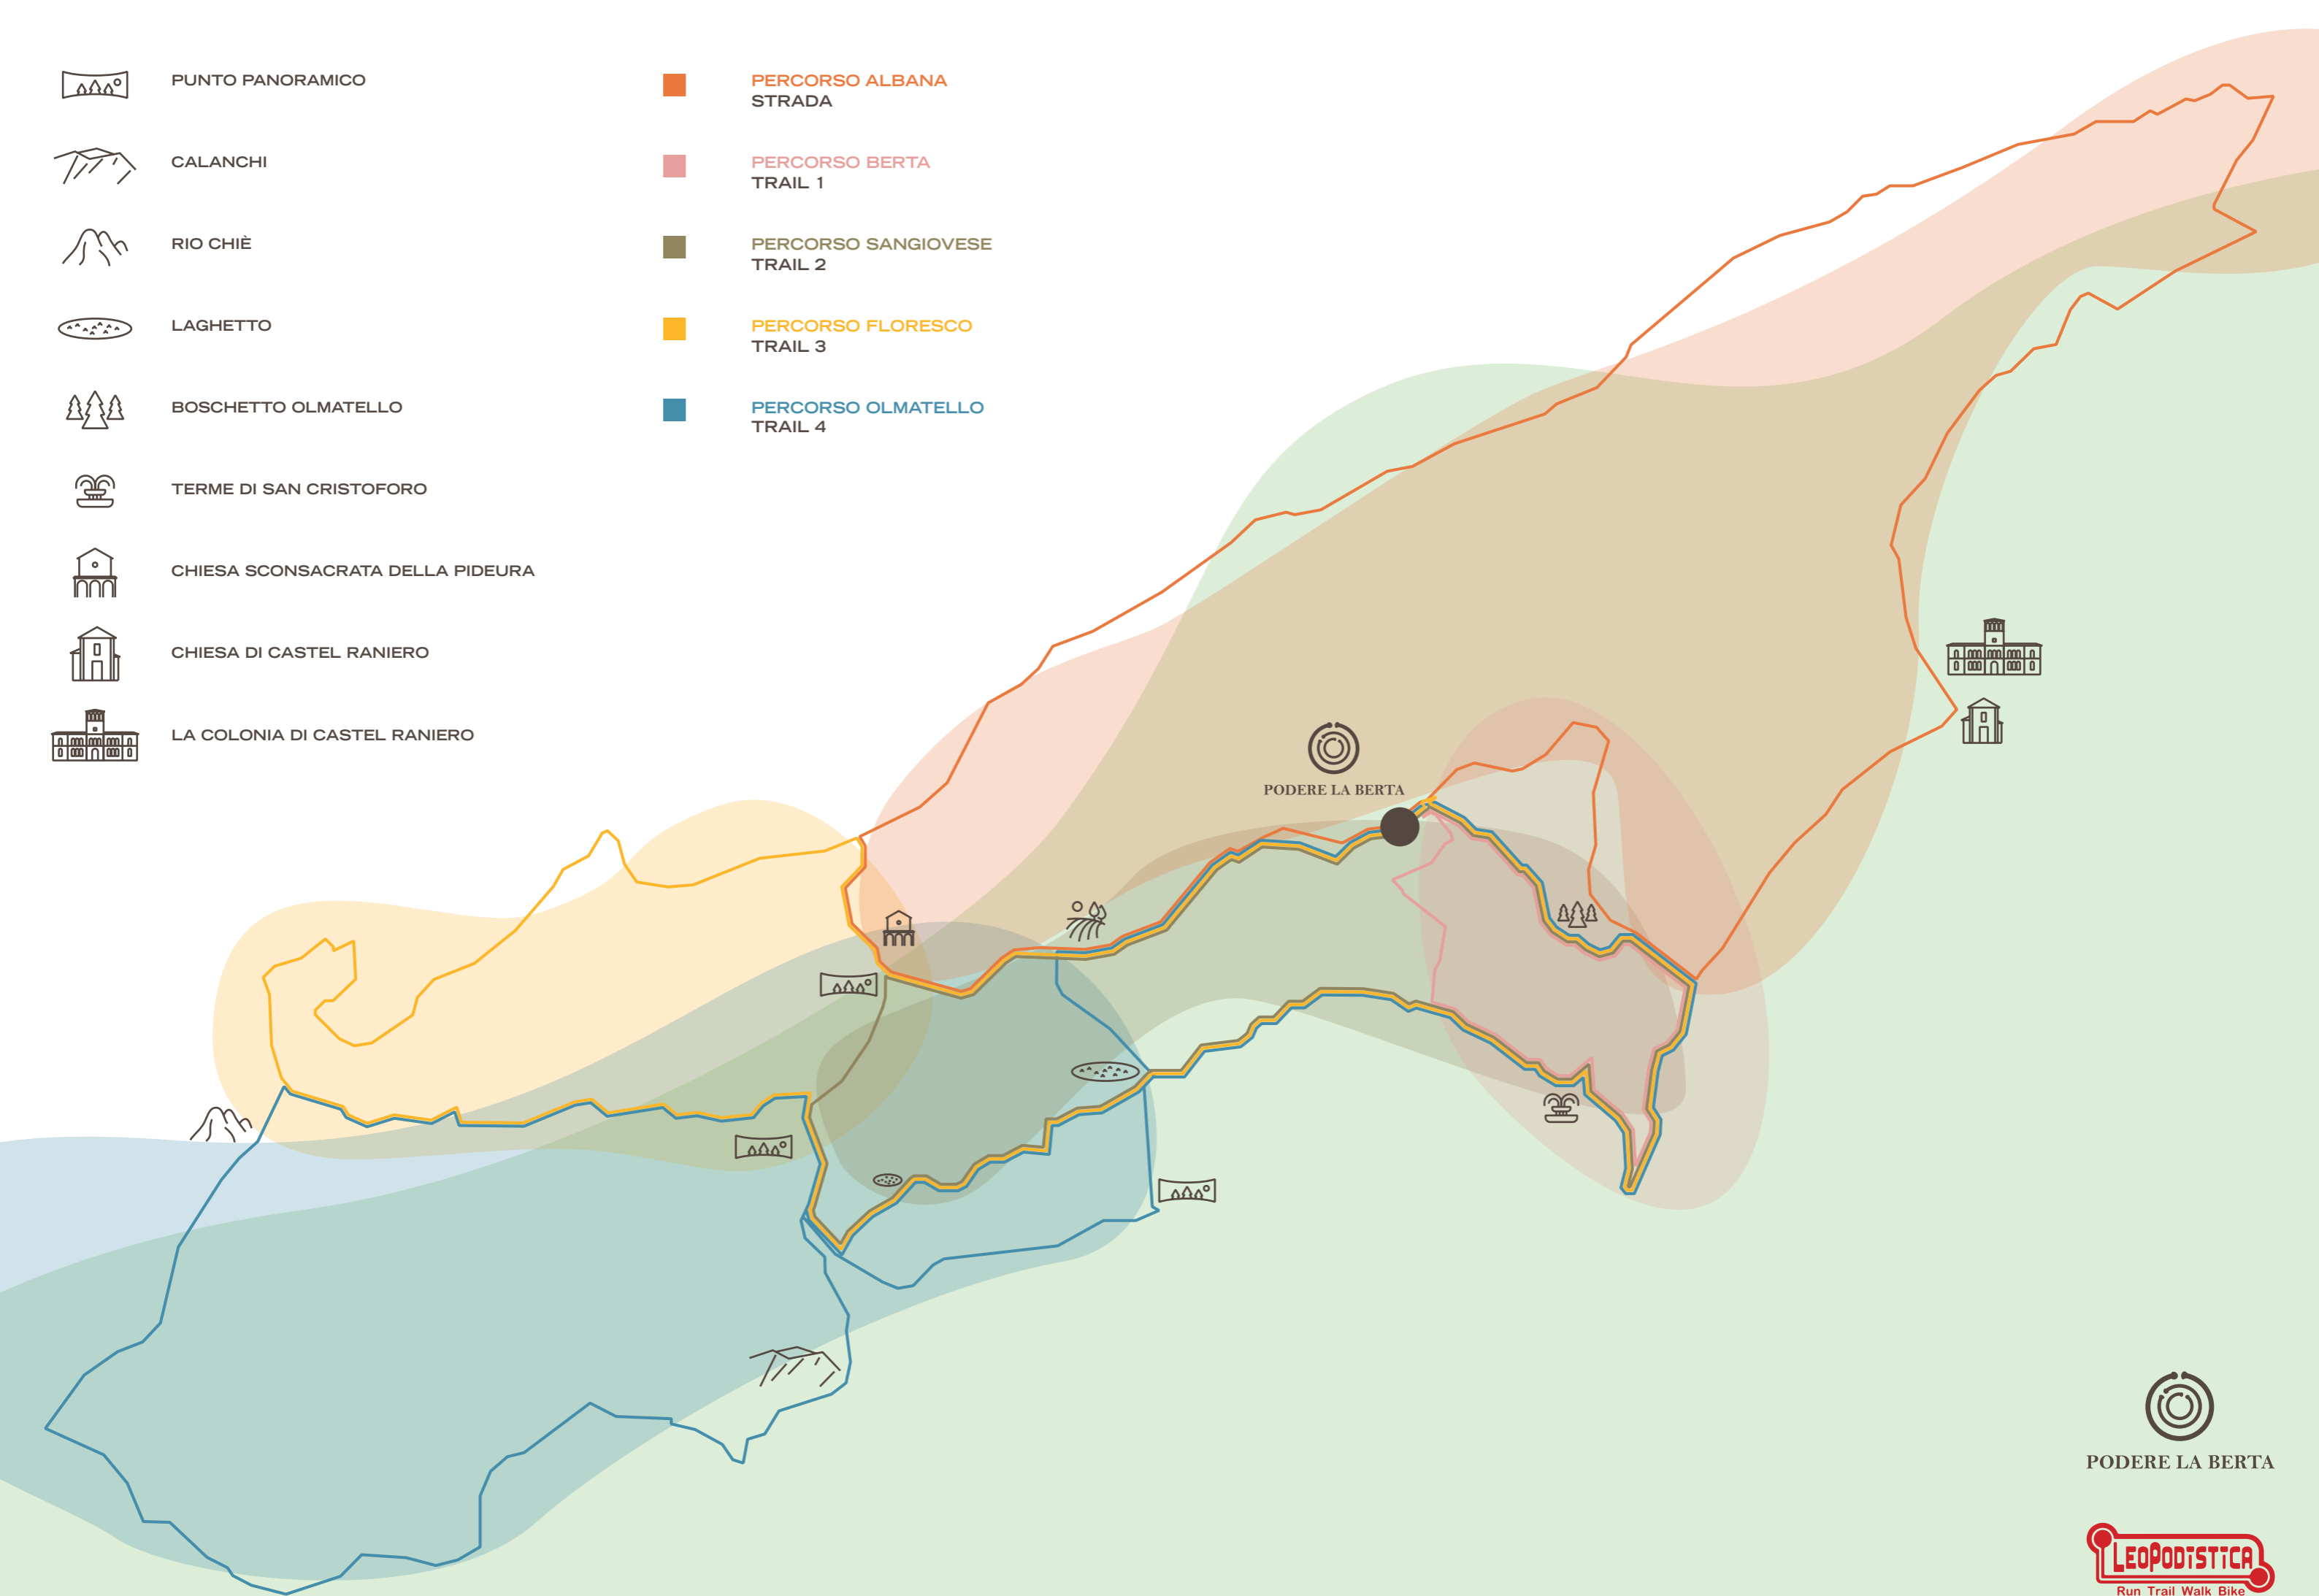 PUNTO PANORAMICO
CALANCHI
RIO CHIÈ
LAGHETTO
BOSCHETTO OLMATELLO
TERME DI SAN CRISTOFORO
CHIESA SCONSACRATA DELLA PIDEURA
CHIESA DI CASTEL RANIERO
LA COLONIA DI CASTEL RANIERO
PERCORSO ALBANA
STRADA
PERCORSO BERTA
TRAIL 1
PERCORSO SANGIOVESE
TRAIL 2
PERCORSO FLORESCO
TRAIL 3
PERCORSO OLMATELLO
TRAIL 4
PODERE LA BERTA
PODERE LA BERTA
LEOPODISTICA
Run Trail Walk Bike